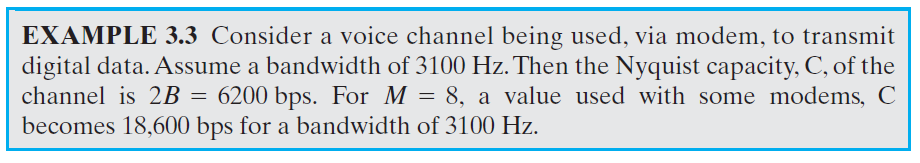 EXAMPLE 3.3 Consider a voice channel being used, via modem, to transmit
digital data. Assume a bandwidth of 3100 Hz. Then the Nyquist capacity, C, of the
channel is 2B = 6200 bps. For M = 8, a value used with some modems, C
becomes 18,600 bps for a bandwidth of 3100 Hz.